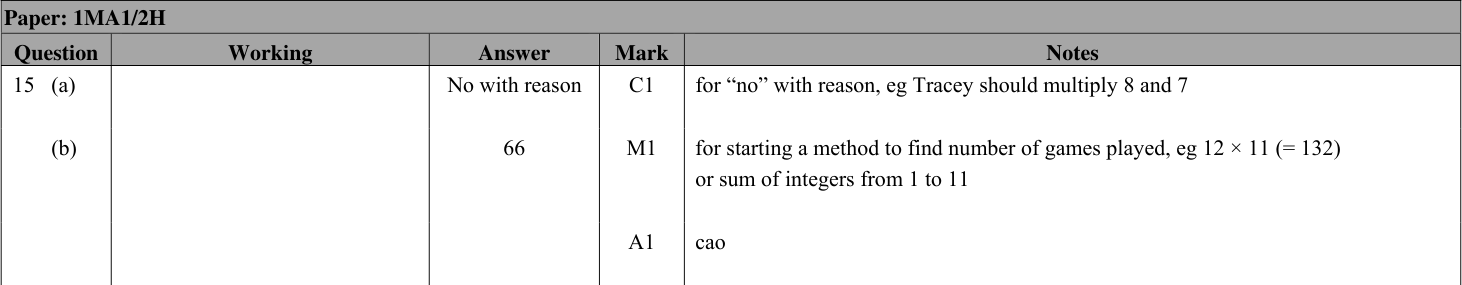 Paper: 1MA1/2H
Question Working Answer Mark Notes
15 (a) No with reason C1 for “no” with reason, eg Tracey should multiply 8 and 7
(b) 66 M1 for starting a method to find number of games played, eg 12 × 11 (= 132)
or sum of integers from 1 to 11
A1 cao